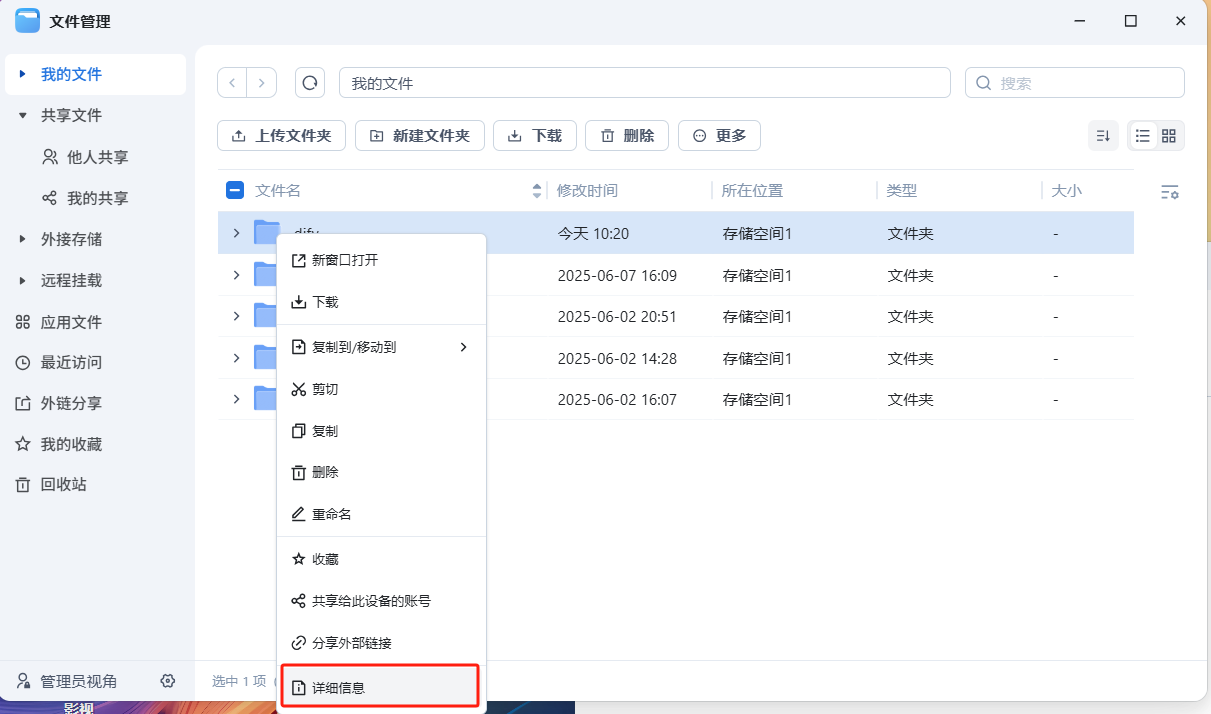 文件管理
我的文件
共享文件
他人共享
我的共享
外接存储
远程挂载
应用文件
最近访问
外链分享
我的收藏
回收站
管理员视角
我的文件
搜索
上传文件夹
新建文件夹
下载
删除
更多
文件名 修改时间 所在位置 类型 大小
dify 今天 10:20 存储空间1 文件夹 -
2025-06-07 16:09 存储空间1 文件夹 -
2025-06-02 20:51 存储空间1 文件夹 -
2025-06-02 14:28 存储空间1 文件夹 -
2025-06-02 16:07 存储空间1 文件夹 -
新窗口打开
下载
复制到/移动到
剪切
复制
删除
重命名
收藏
共享给此设备的账号
分享外部链接
详细信息
选中 1 项
影视